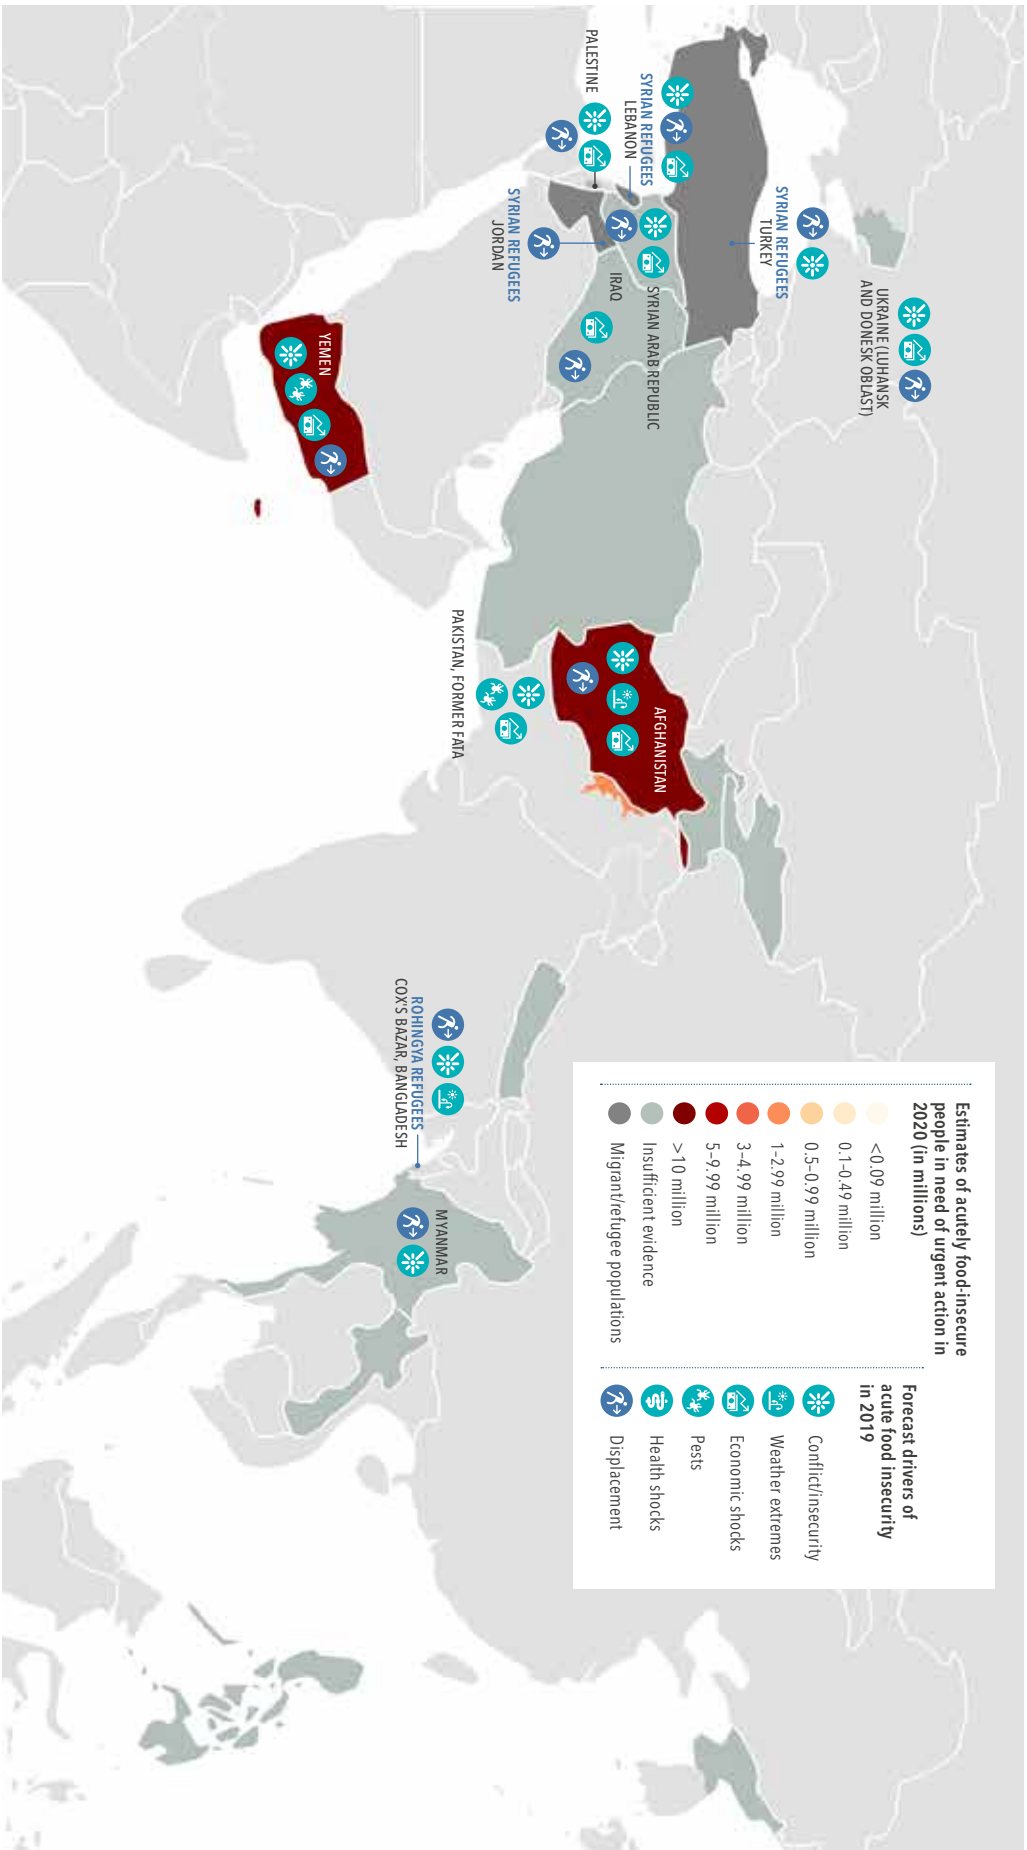 UKRAINE (LUHANSK
AND DONESK OBLAST)
SYRIAN REFUGEES
TURKEY
SYRIAN REFUGEES
LEBANON
PALESTINE
SYRIAN ARAB REPUBLIC
IRAQ
SYRIAN REFUGEES
JORDAN
YEMEN
AFGHANISTAN
PAKISTAN, FORMER FATA
ROHINGYA REFUGEES
COX'S BAZAR, BANGLADESH
MYANMAR
Estimates of acutely food-insecure
people in need of urgent action in
2020 (in millions)
<0.09 million
0.1–0.49 million
0.5–0.99 million
1–2.99 million
3–4.99 million
5–9.99 million
>10 million
Insufficient evidence
Migrant/refugee populations
Forecast drivers of
acute food insecurity
in 2019
Conflict/insecurity
Weather extremes
Economic shocks
Pests
Health shocks
Displacement